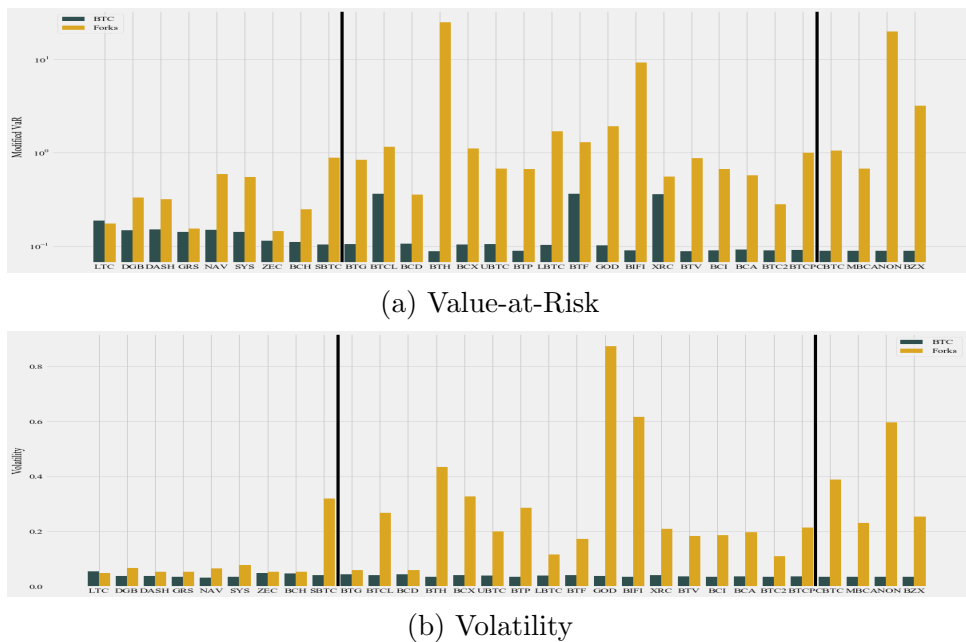 BTC
Forks
10¹
Modified VaR
10⁰
10⁻¹
LTC DGB DASH GRS NAV SYS ZEC BCH SBTC BTG BTCL BCD BTH BCX UBTC BTP LBTC BTF GOD BIFI XRC BTV BCI BCA BTC2 BTCP CBTC MBCA NON BZX
(a) Value-at-Risk
BTC
Forks
0.8
0.6
Volatility
0.4
0.2
0.0
LTC DGB DASH GRS NAV SYS ZEC BCH SBTC BTG BTCL BCD BTH BCX UBTC BTP LBTC BTF GOD BIFI XRC BTV BCI BCA BTC2 BTCP CBTC MBCA NON BZX
(b) Volatility